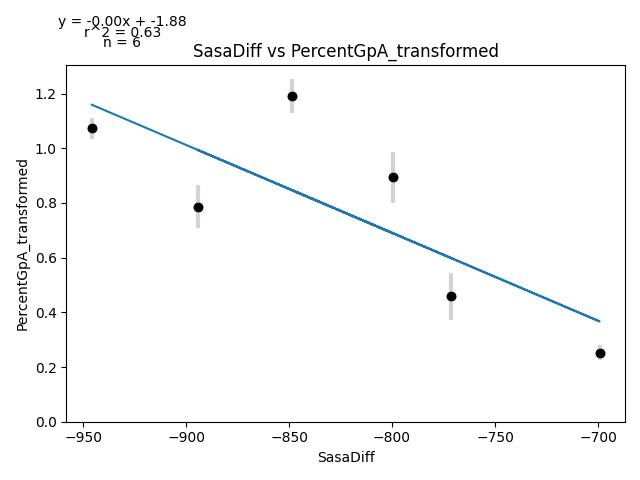 y = -0.00x + -1.88
r^2 = 0.63
n = 6
SasaDiff vs PercentGpA_transformed
PercentGpA_transformed
1.2
1.0
0.8
0.6
0.4
0.2
0.0
−950 −900 −850 −800 −750 −700
SasaDiff